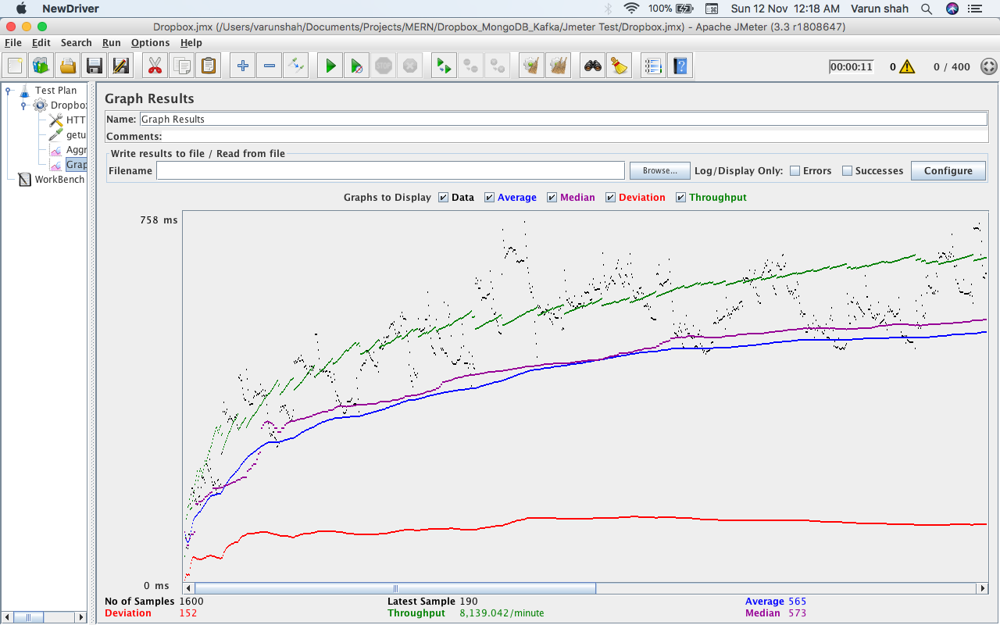 NewDriver 100% Sun 12 Nov 12:18 AM Varun shah
Dropbox.jmx (/Users/varunshah/Documents/Projects/MERN/Dropbox_MongoDB_Kafka/Jmeter Test/Dropbox.jmx) - Apache JMeter (3.3 r1808647)
File Edit Search Run Options Help
STOP 00:00:11 0 0 / 400
Test Plan
Dropbo
HTT
getu
Aggr
Grap
WorkBench
Graph Results
Name: Graph Results
Comments:
Write results to file / Read from file
Filename Browse... Log/Display Only: Errors Successes Configure
Graphs to Display Data Average Median Deviation Throughput
758 ms
0 ms
No of Samples 1600 Latest Sample 190 Average 565
Deviation 152 Throughput 8,139.042/minute Median 573